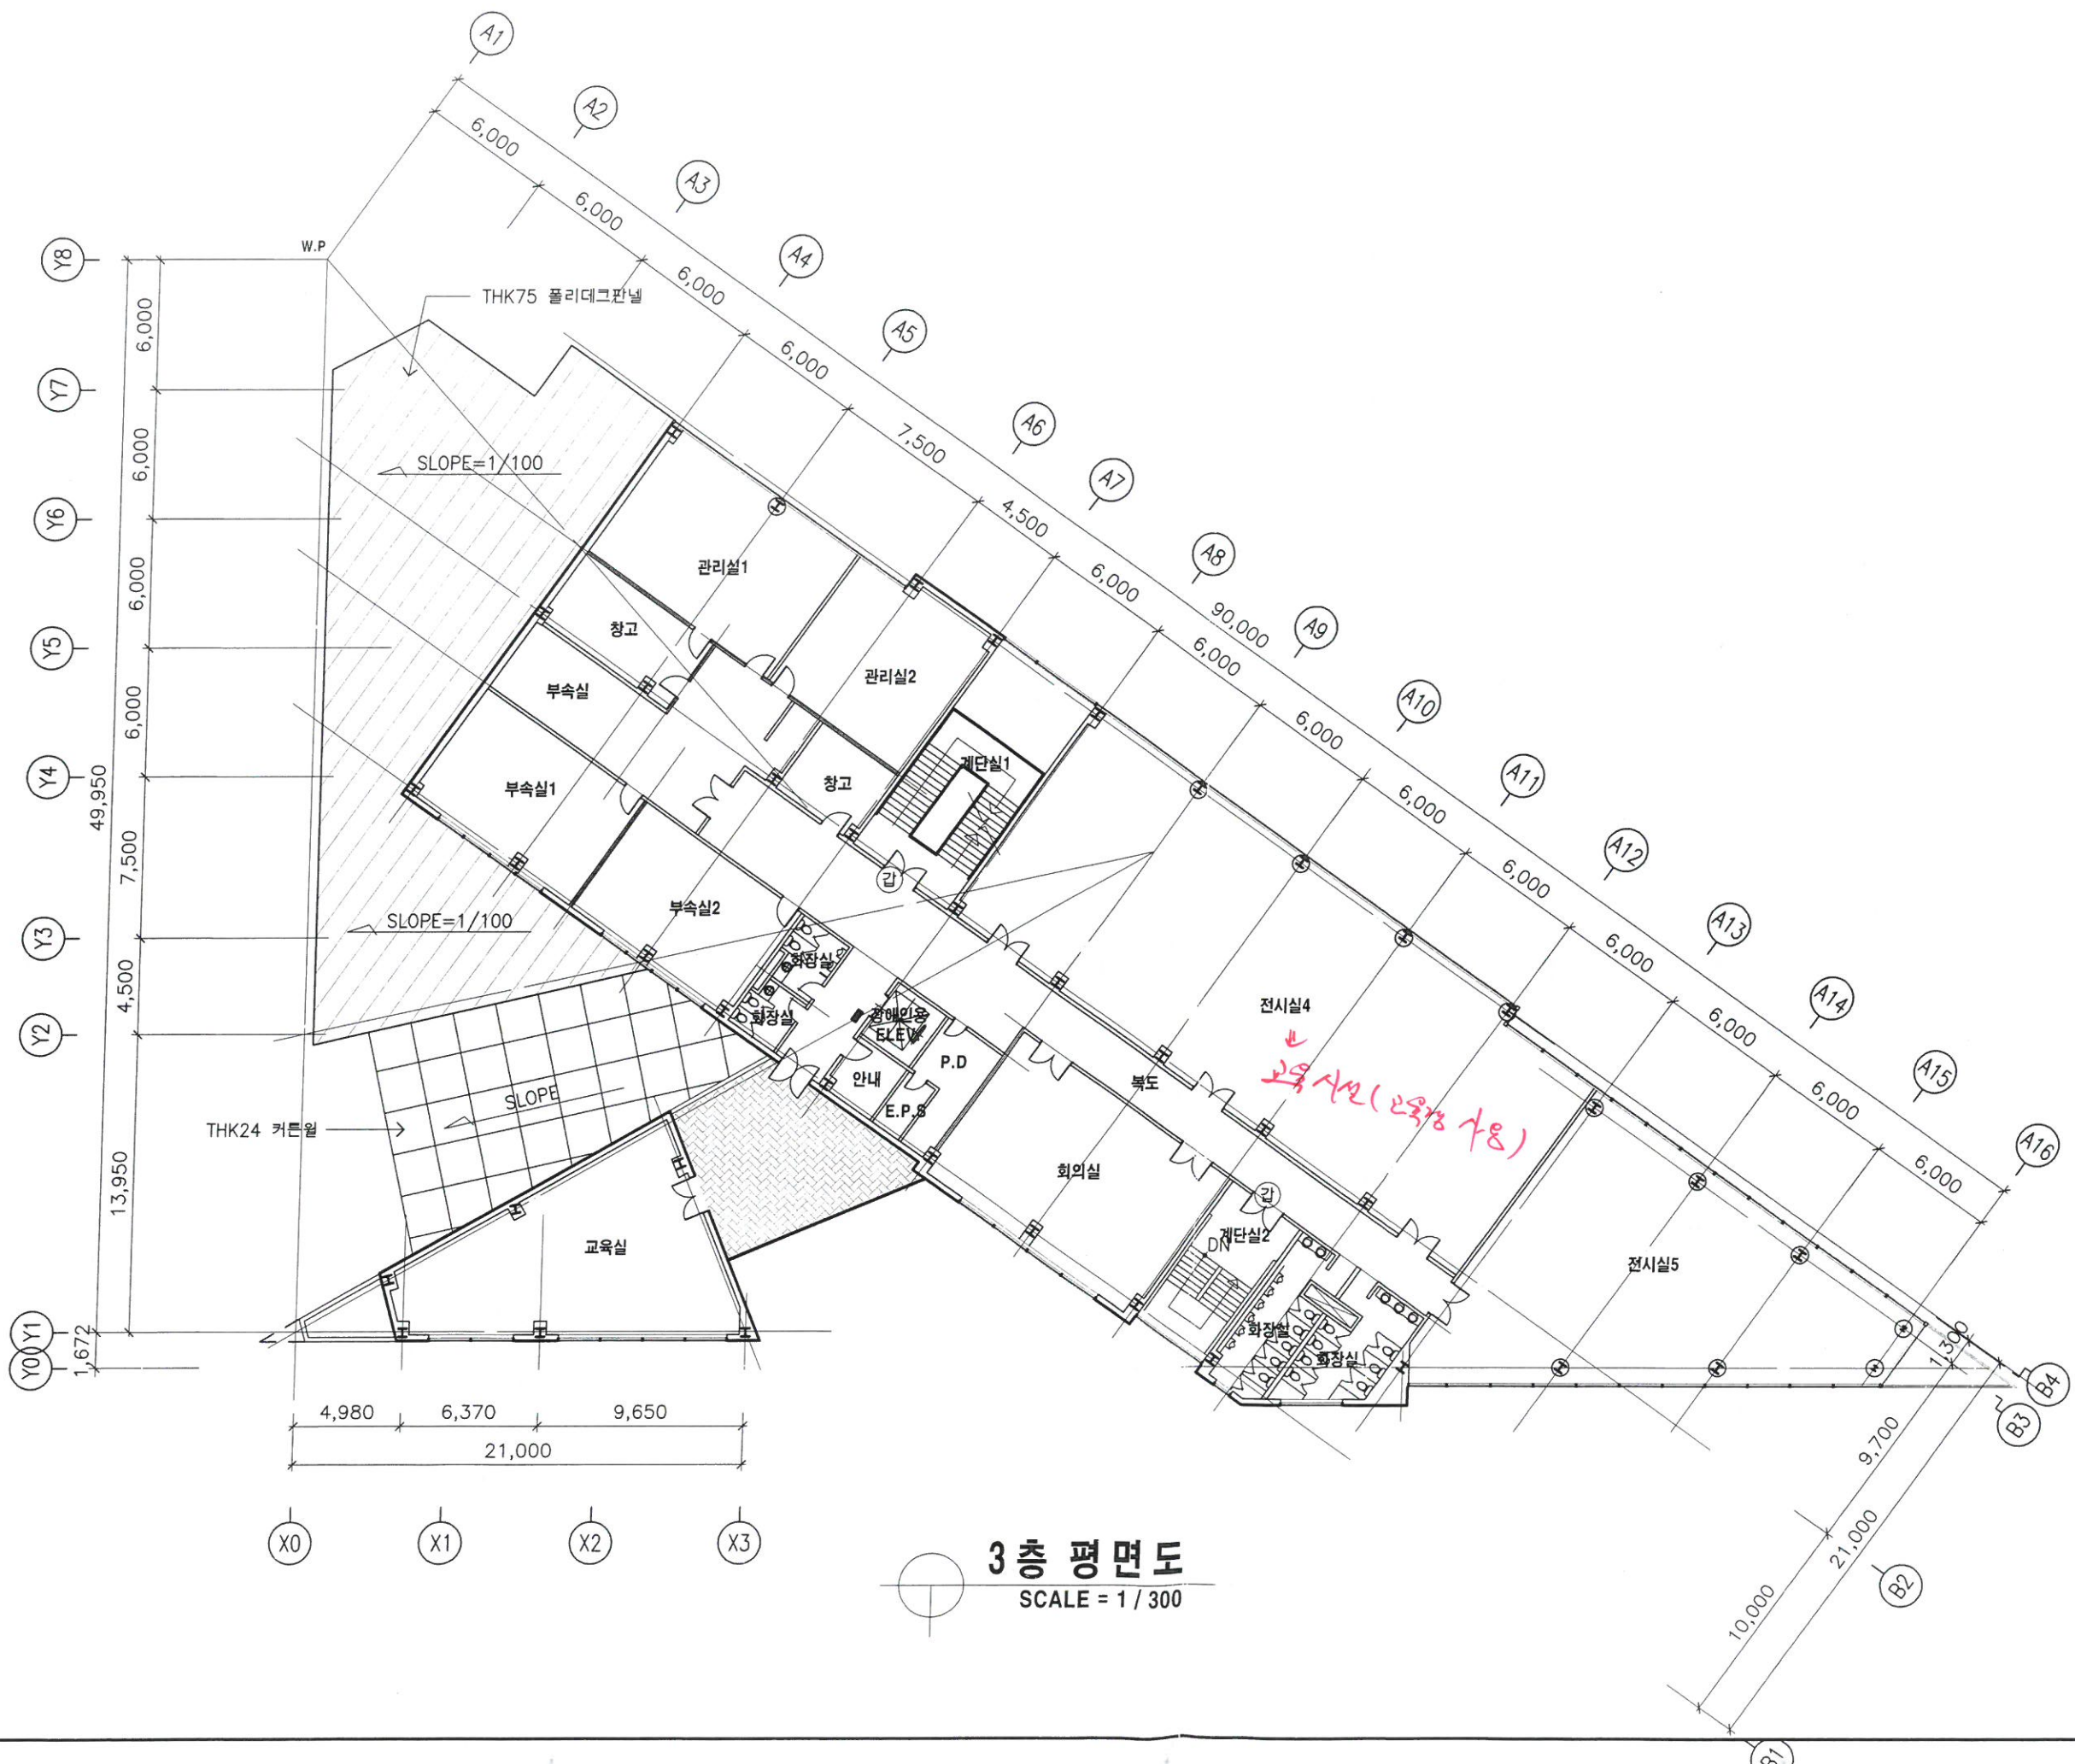 A1
A2
A3
A4
A5
A6
A7
A8
A9
A10
A11
A12
A13
A14
A15
A16
6,000
6,000
6,000
6,000
7,500
4,500
6,000
6,000
6,000
6,000
6,000
6,000
6,000
6,000
6,000
90,000
W.P
THK75 폴리데크판넬
SLOPE=1/100
SLOPE=1/100
Y8
Y7
Y6
Y5
Y4
Y3
Y2
Y1
Y0
6,000
6,000
6,000
6,000
7,500
4,500
13,950
49,950
1,672
관리실1
창고
관리실2
부속실
부속실1
창고
계단실1
갑
부속실2
화장실
화장실
장애인용
ELEV.
P.D
안내
E.P.S
복도
회의실
전시실4
교육시설(교육장 사용)
갑
계단실2
DN
화장실
화장실
전시실5
SLOPE
THK24 커튼월
교육실
4,980
6,370
9,650
21,000
X0
X1
X2
X3
1,300
9,700
10,000
21,000
B4
B3
B2
B1
3층 평면도
SCALE = 1 / 300